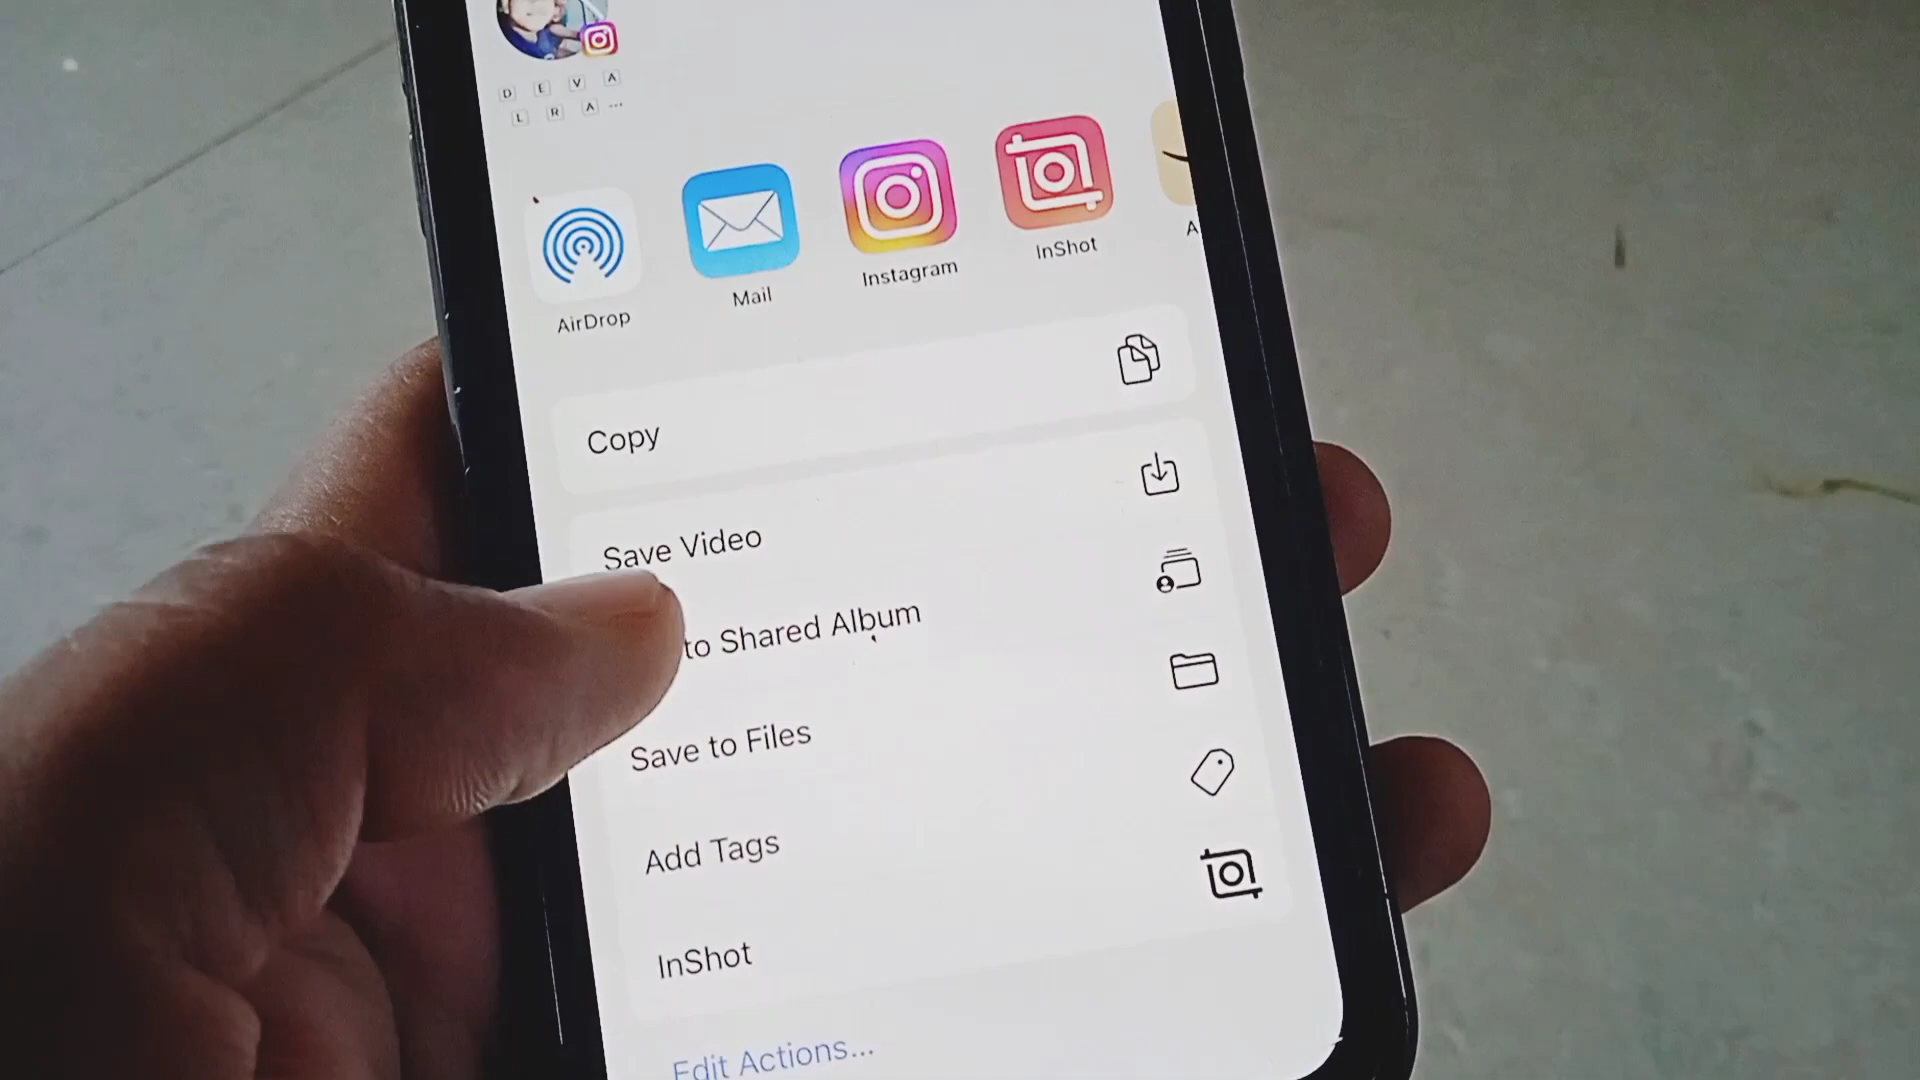 D E V A
L R A ...
AirDrop
Mail
Instagram
InShot
A
Copy
Save Video
to Shared Album
Save to Files
Add Tags
InShot
Edit Actions...